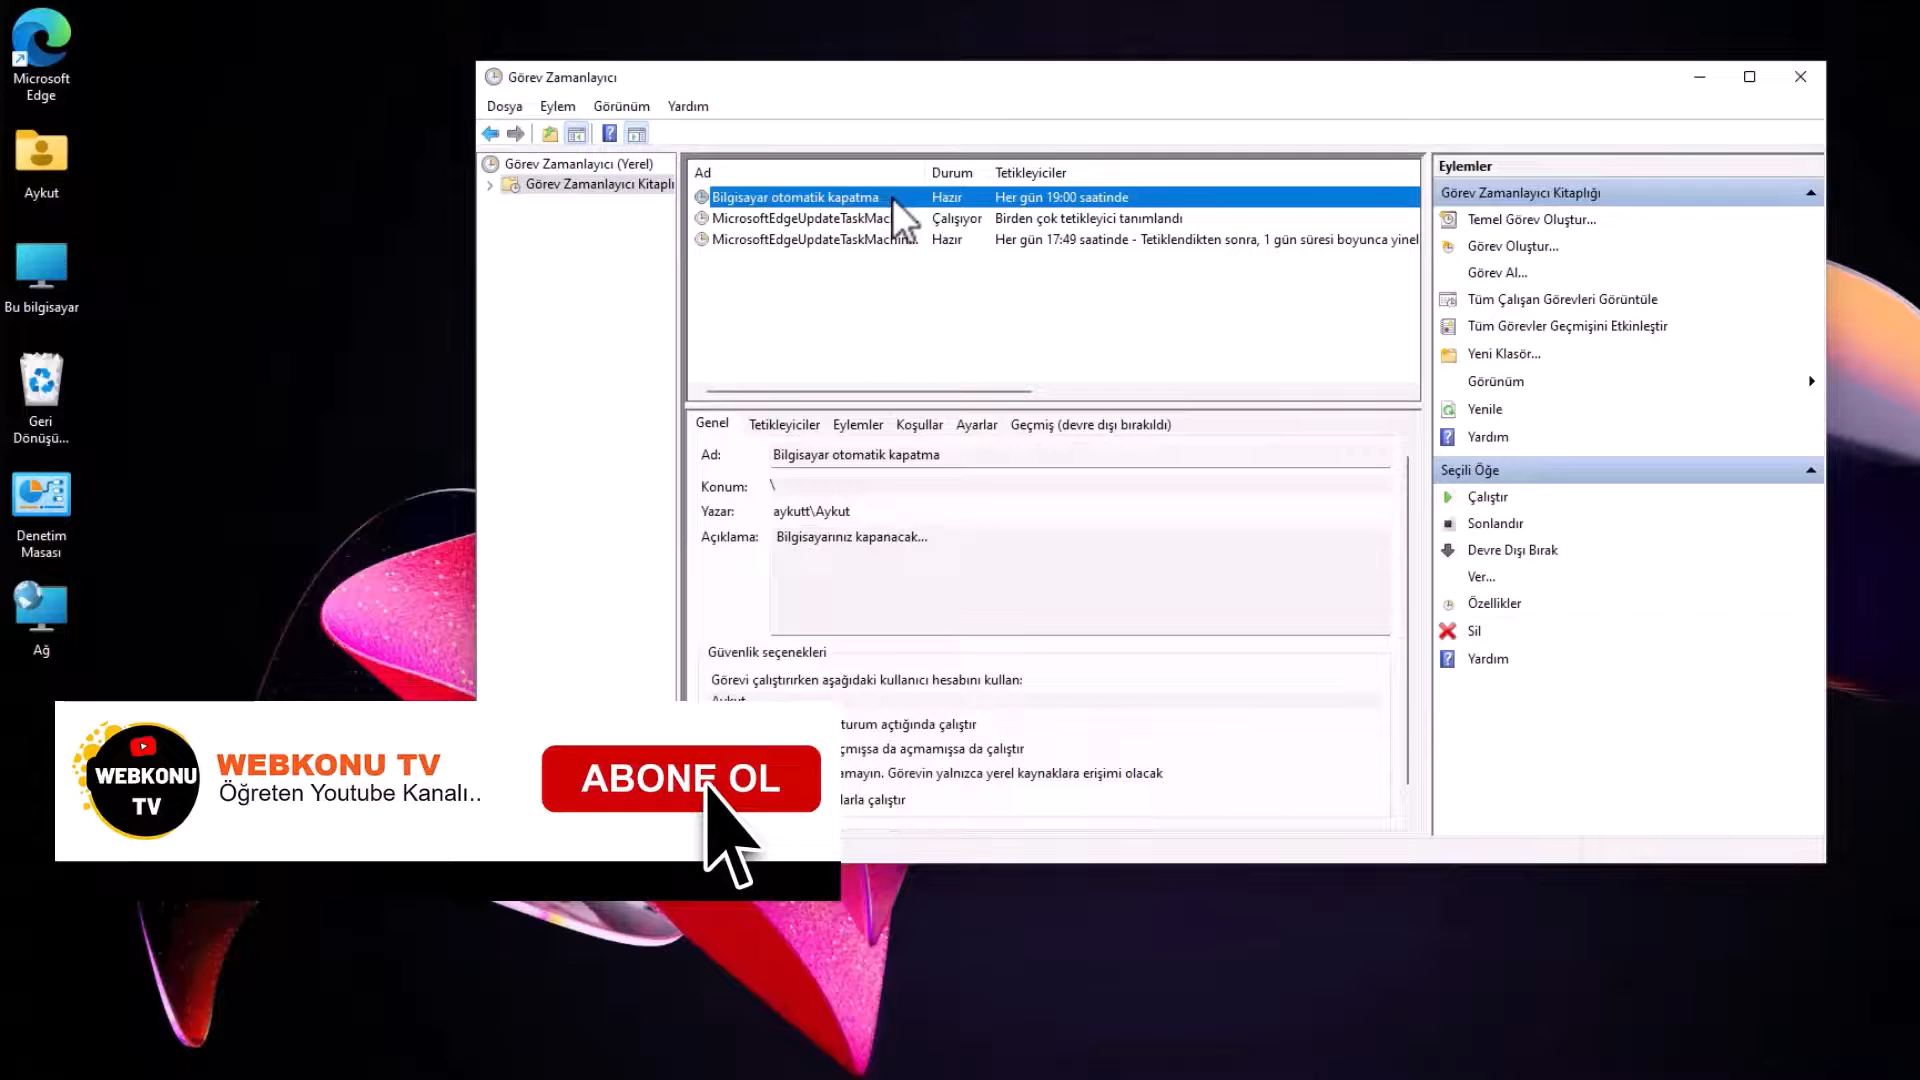 Microsoft
Edge
Aykut
Bu bilgisayar
Geri
Dönüşü...
Denetim
Masası
Ağ
Görev Zamanlayıcı
Dosya Eylem Görünüm Yardım
Görev Zamanlayıcı (Yerel)
Görev Zamanlayıcı Kitaplı
Ad Durum Tetikleyiciler
Bilgisayar otomatik kapatma Hazır Her gün 19:00 saatinde
MicrosoftEdgeUpdateTaskMac Çalışıyor Birden çok tetikleyici tanımlandı
MicrosoftEdgeUpdateTaskMachin... Hazır Her gün 17:49 saatinde - Tetiklendikten sonra, 1 gün süresi boyunca yinel
Genel Tetikleyiciler Eylemler Koşullar Ayarlar Geçmiş (devre dışı bırakıldı)
Ad: Bilgisayar otomatik kapatma
Konum: \
Yazar: aykutt\Aykut
Açıklama: Bilgisayarınız kapanacak...
Güvenlik seçenekleri
Görevi çalıştırırken aşağıdaki kullanıcı hesabını kullan:
Aykut
turum açtığında çalıştır
çmışsa da açmamışsa da çalıştır
amayın. Görevin yalnızca yerel kaynaklara erişimi olacak
larla çalıştır
Eylemler
Görev Zamanlayıcı Kitaplığı
Temel Görev Oluştur...
Görev Oluştur...
Görev Al...
Tüm Çalışan Görevleri Görüntüle
Tüm Görevler Geçmişini Etkinleştir
Yeni Klasör...
Görünüm
Yenile
Yardım
Seçili Öğe
Çalıştır
Sonlandır
Devre Dışı Bırak
Ver...
Özellikler
Sil
Yardım
WEBKONU
TV
WEBKONU TV
Öğreten Youtube Kanalı..
ABONE OL